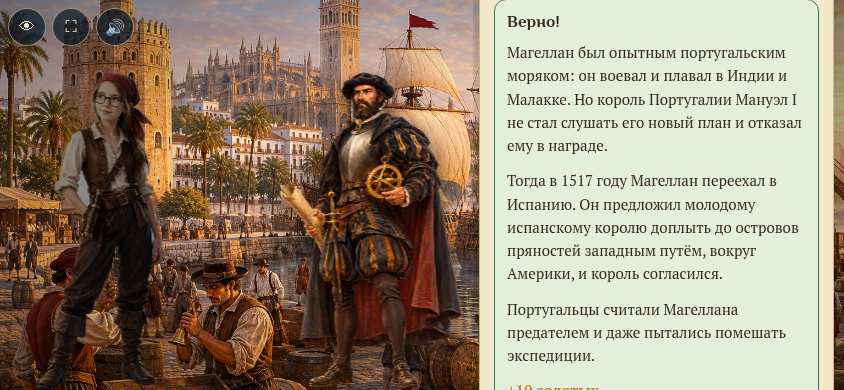 Верно!
Магеллан был опытным португальским
моряком: он воевал и плавал в Индии и
Малакке. Но король Португалии Мануэл I
не стал слушать его новый план и отказал
ему в награде.
Тогда в 1517 году Магеллан переехал в
Испанию. Он предложил молодому
испанскому королю доплыть до островов
пряностей западным путём, вокруг
Америки, и король согласился.
Португальцы считали Магеллана
предателем и даже пытались помешать
экспедиции.
+10 золотых